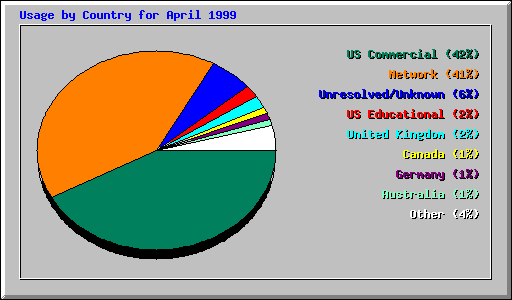 Usage by Country for April 1999
US Commercial (42%)
Network (41%)
Unresolved/Unknown (6%)
US Educational (2%)
United Kingdom (2%)
Canada (1%)
Germany (1%)
Australia (1%)
Other (4%)